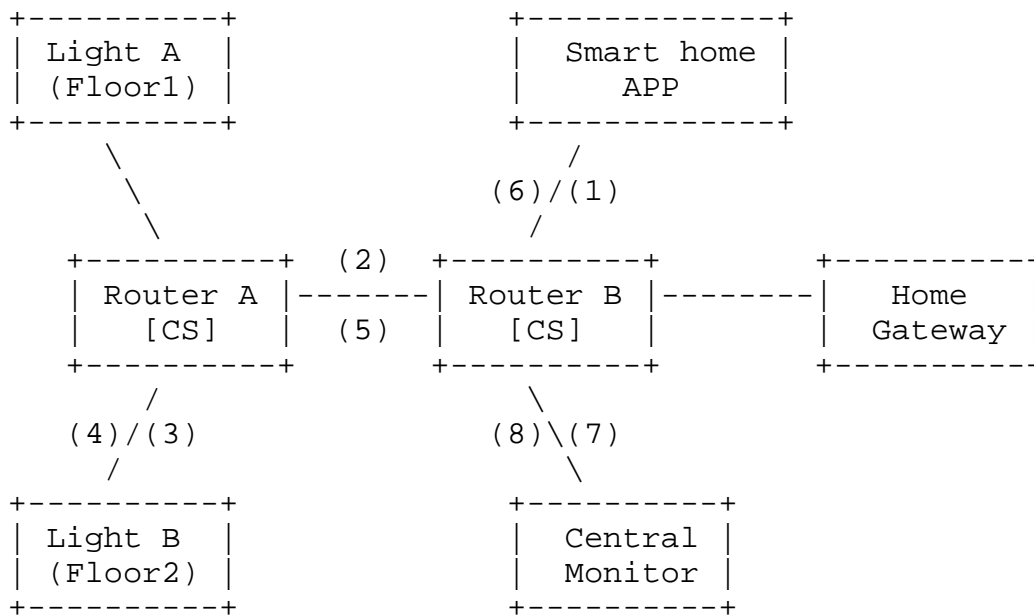 +----------+             +-------------+
| Light A  |             |  Smart home |
| (Floor1) |             |     APP     |
+----------+             +-------------+
     \                      /
      \                 (6)/(1)
       \                  /
   +----------+  (2)  +----------+       +-----------+
   | Router A |-------| Router B |-------|   Home
   |   [CS]   |  (5)  |   [CS]   |       |  Gateway
   +----------+       +----------+       +-----------+
       /                  \
   (4)/(3)              (8)\(7)
     /                      \
+----------+             +----------+
| Light B  |             |  Central |
| (Floor2) |             |  Monitor |
+----------+             +----------+